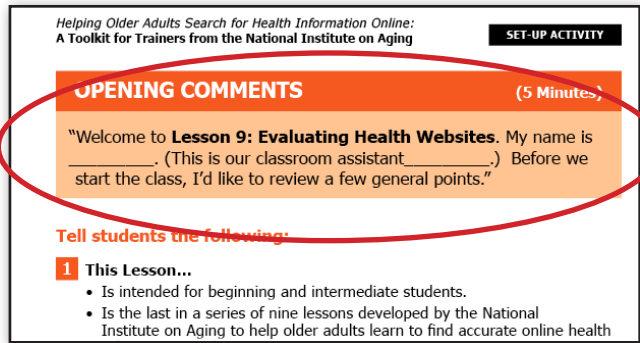 Helping Older Adults Search for Health Information Online:
A Toolkit for Trainers from the National Institute on Aging
SET-UP ACTIVITY
OPENING COMMENTS (5 Minutes)
“Welcome to Lesson 9: Evaluating Health Websites. My name is
_________. (This is our classroom assistant_________.) Before we
start the class, I’d like to review a few general points.”
Tell students the following:
1 This Lesson...
• Is intended for beginning and intermediate students.
• Is the last in a series of nine lessons developed by the National
Institute on Aging to help older adults learn to find accurate online health